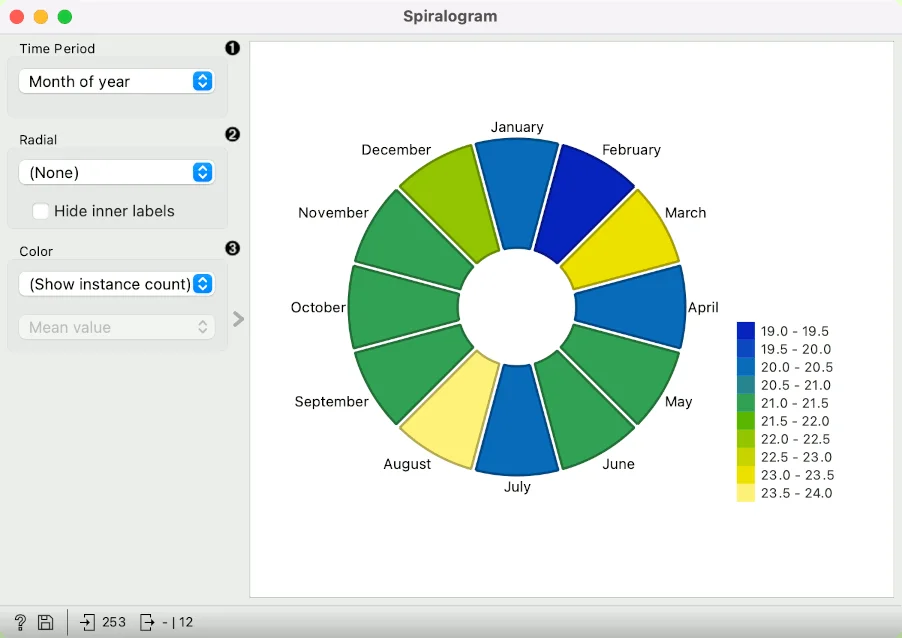 Spiralogram
Time Period
❶
Month of year
Radial
❷
(None)
Hide inner labels
Color
❸
(Show instance count)
Mean value
January
February
March
April
May
June
July
August
September
October
November
December
19.0 - 19.5
19.5 - 20.0
20.0 - 20.5
20.5 - 21.0
21.0 - 21.5
21.5 - 22.0
22.0 - 22.5
22.5 - 23.0
23.0 - 23.5
23.5 - 24.0
? 253 - | 12